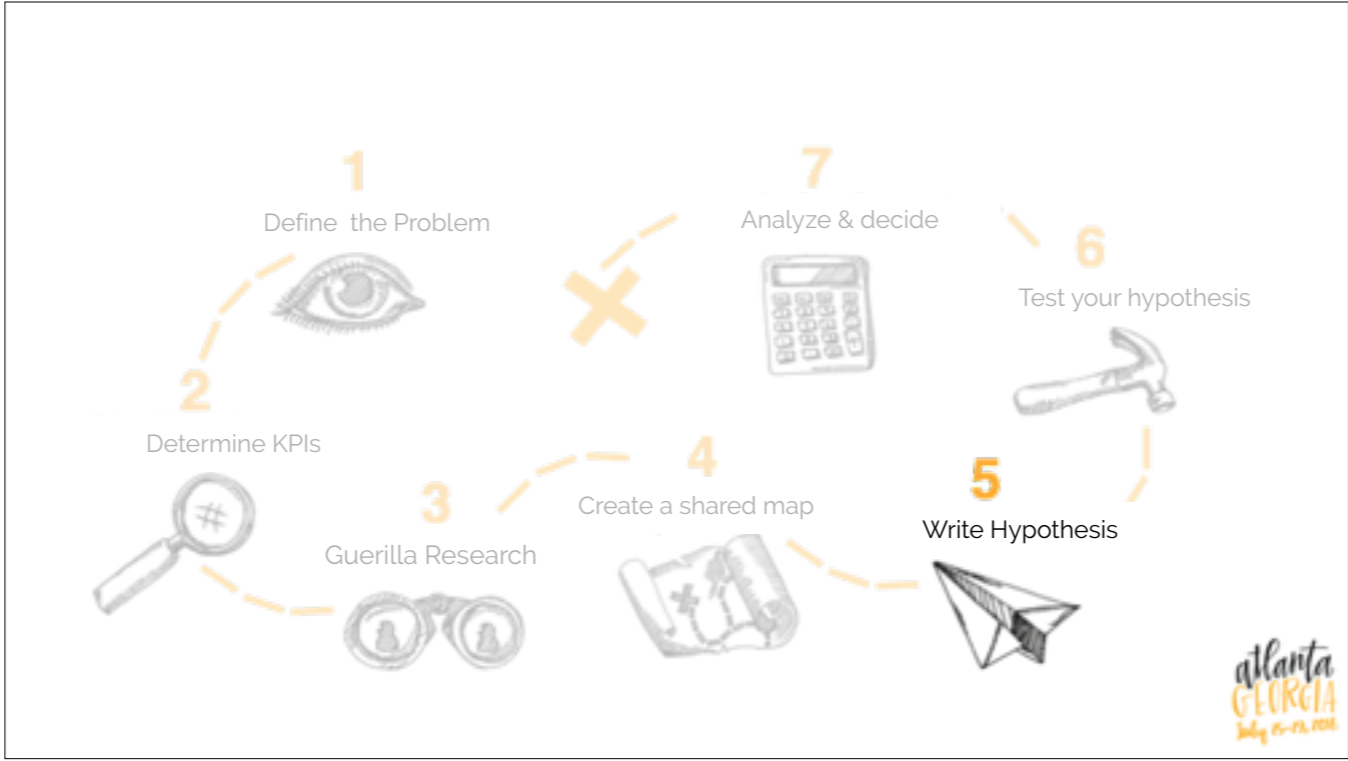 1
Define the Problem
2
Determine KPIs
3
Guerilla Research
4
Create a shared map
5
Write Hypothesis
6
Test your hypothesis
7
Analyze & decide
atlanta
GEORGIA
July